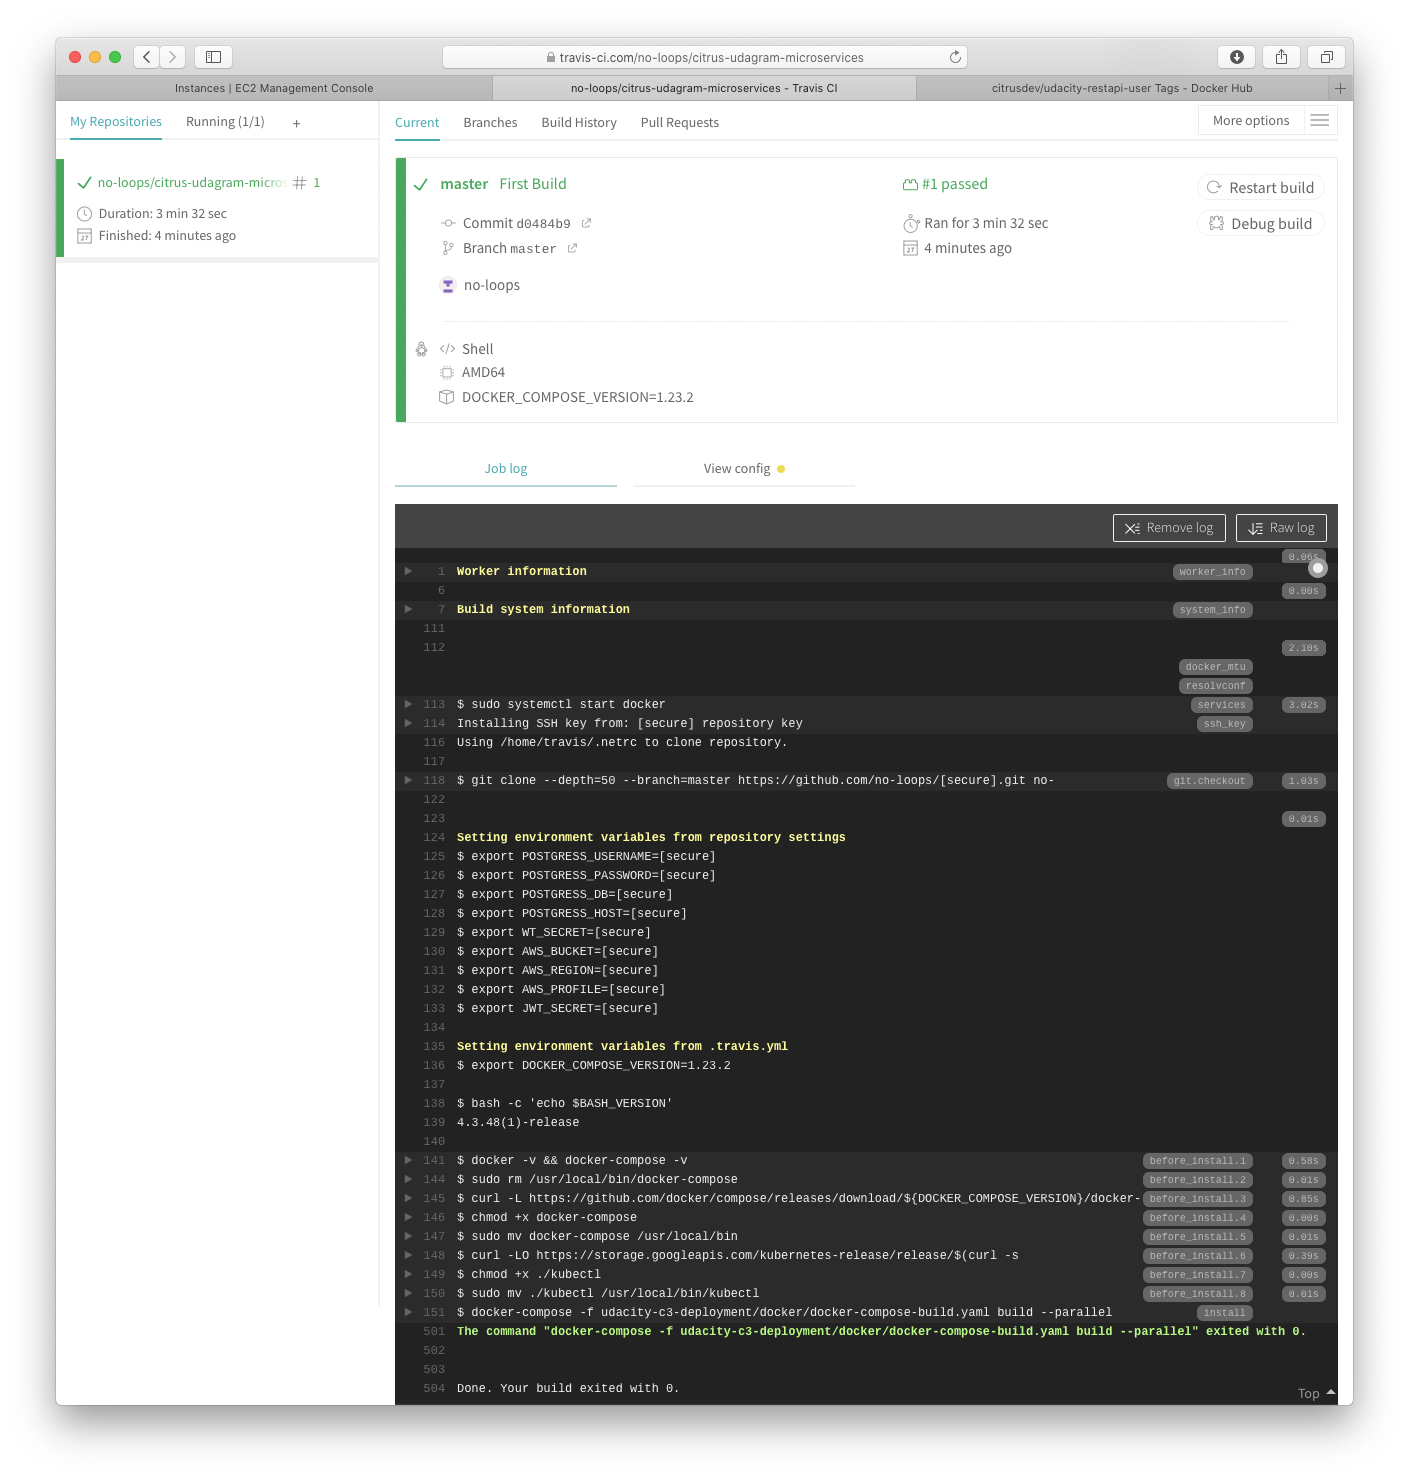 travis-ci.com/no-loops/citrus-udagram-microservices
Instances | EC2 Management Console
no-loops/citrus-udagram-microservices - Travis CI
citrusdev/udacity-restapi-user Tags - Docker Hub
My Repositories
Running (1/1)
+
no-loops/citrus-udagram-micros
# 1
Duration: 3 min 32 sec
Finished: 4 minutes ago
Current
Branches
Build History
Pull Requests
More options
master First Build
#1 passed
Restart build
Commit d0484b9
Ran for 3 min 32 sec
Debug build
Branch master
4 minutes ago
no-loops
Shell
AMD64
DOCKER_COMPOSE_VERSION=1.23.2
Job log
View config
Remove log
Raw log
0.06s
1 Worker information worker_info
6 0.00s
7 Build system information system_info
111
112 2.10s
docker_mtu
resolvconf
113 $ sudo systemctl start docker services 3.02s
114 Installing SSH key from: [secure] repository key ssh_key
116 Using /home/travis/.netrc to clone repository.
117
118 $ git clone --depth=50 --branch=master https://github.com/no-loops/[secure].git no- git.checkout 1.03s
122
123 0.01s
124 Setting environment variables from repository settings
125 $ export POSTGRESS_USERNAME=[secure]
126 $ export POSTGRESS_PASSWORD=[secure]
127 $ export POSTGRESS_DB=[secure]
128 $ export POSTGRESS_HOST=[secure]
129 $ export WT_SECRET=[secure]
130 $ export AWS_BUCKET=[secure]
131 $ export AWS_REGION=[secure]
132 $ export AWS_PROFILE=[secure]
133 $ export JWT_SECRET=[secure]
134
135 Setting environment variables from .travis.yml
136 $ export DOCKER_COMPOSE_VERSION=1.23.2
137
138 $ bash -c 'echo $BASH_VERSION'
139 4.3.48(1)-release
140
141 $ docker -v && docker-compose -v before_install.1 0.58s
144 $ sudo rm /usr/local/bin/docker-compose before_install.2 0.01s
145 $ curl -L https://github.com/docker/compose/releases/download/${DOCKER_COMPOSE_VERSION}/docker- before_install.3 0.85s
146 $ chmod +x docker-compose before_install.4 0.00s
147 $ sudo mv docker-compose /usr/local/bin before_install.5 0.01s
148 $ curl -LO https://storage.googleapis.com/kubernetes-release/release/$(curl -s before_install.6 0.39s
149 $ chmod +x ./kubectl before_install.7 0.00s
150 $ sudo mv ./kubectl /usr/local/bin/kubectl before_install.8 0.01s
151 $ docker-compose -f udacity-c3-deployment/docker/docker-compose-build.yaml build --parallel install
501 The command "docker-compose -f udacity-c3-deployment/docker/docker-compose-build.yaml build --parallel" exited with 0.
502
503
504 Done. Your build exited with 0.
Top